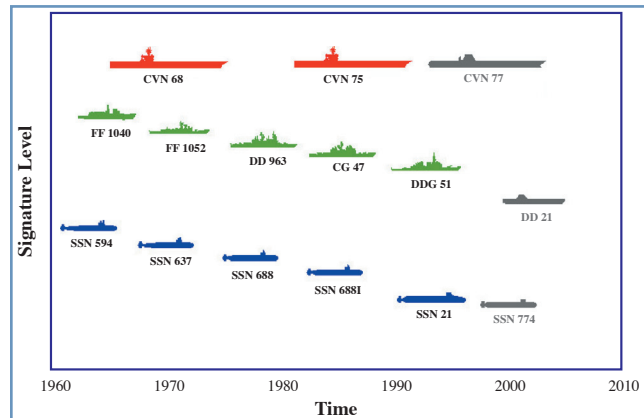 Signature Level
CVN 68
CVN 75
CVN 77
FF 1040
FF 1052
DD 963
CG 47
DDG 51
DD 21
SSN 594
SSN 637
SSN 688
SSN 688I
SSN 21
SSN 774
1960 1970 1980 1990 2000 2010
Time